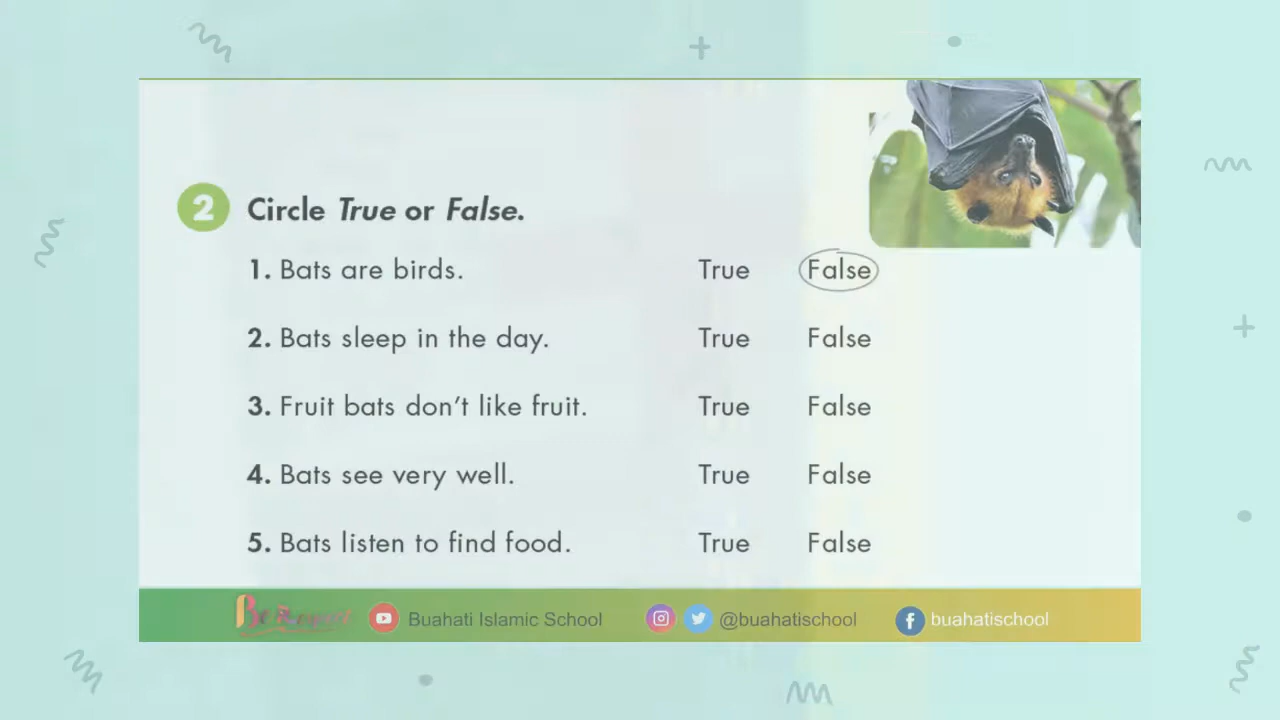 2 Circle True or False.
1. Bats are birds. True False
2. Bats sleep in the day. True False
3. Fruit bats don't like fruit. True False
4. Bats see very well. True False
5. Bats listen to find food. True False
Buahati Islamic School @buahatischool buahatischool